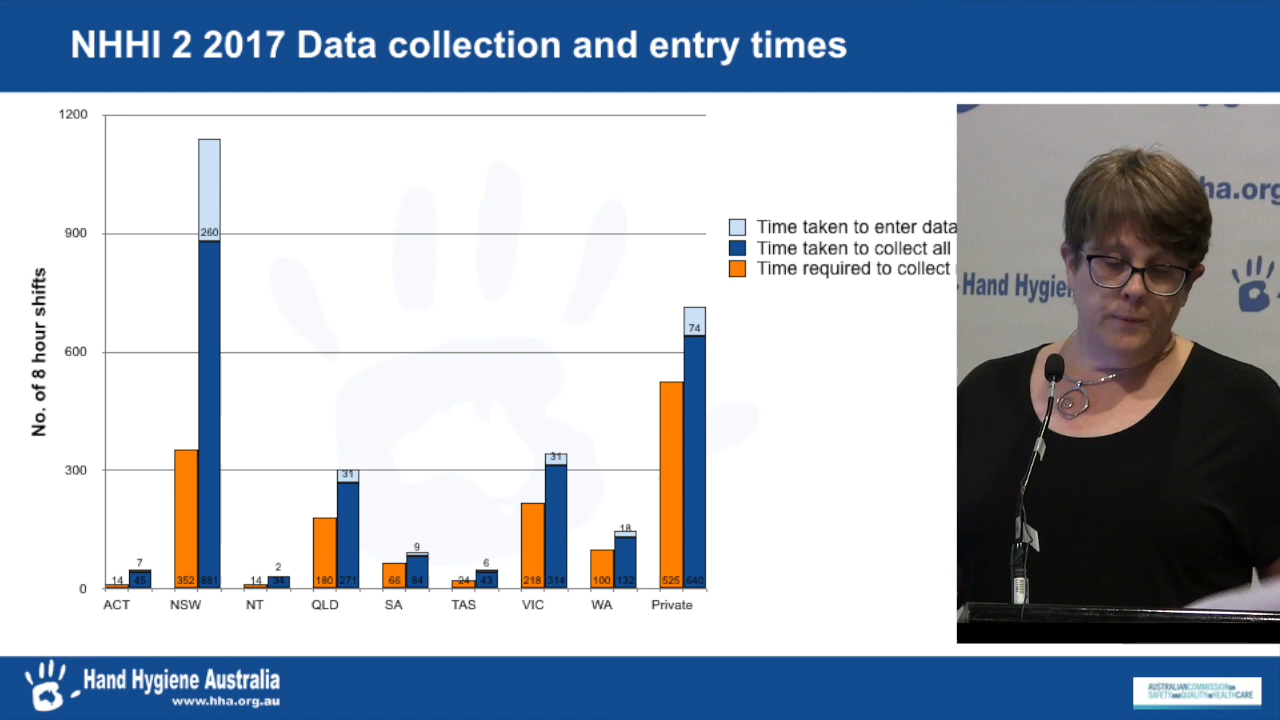 NHHI 2 2017 Data collection and entry times
No. of 8 hour shifts
1200
900
600
300
0
14
45
7
352
881
260
14
34
2
180
271
31
66
84
9
24
43
6
218
314
31
100
132
18
525
640
74
ACT
NSW
NT
QLD
SA
TAS
VIC
WA
Private
Time taken to enter data
Time taken to collect all
Time required to collect
ha.org
Hand Hygie
Hand Hygiene Australia
www.hha.org.au
AUSTRALIAN COMMISSION ON
SAFETY AND QUALITY IN HEALTH CARE